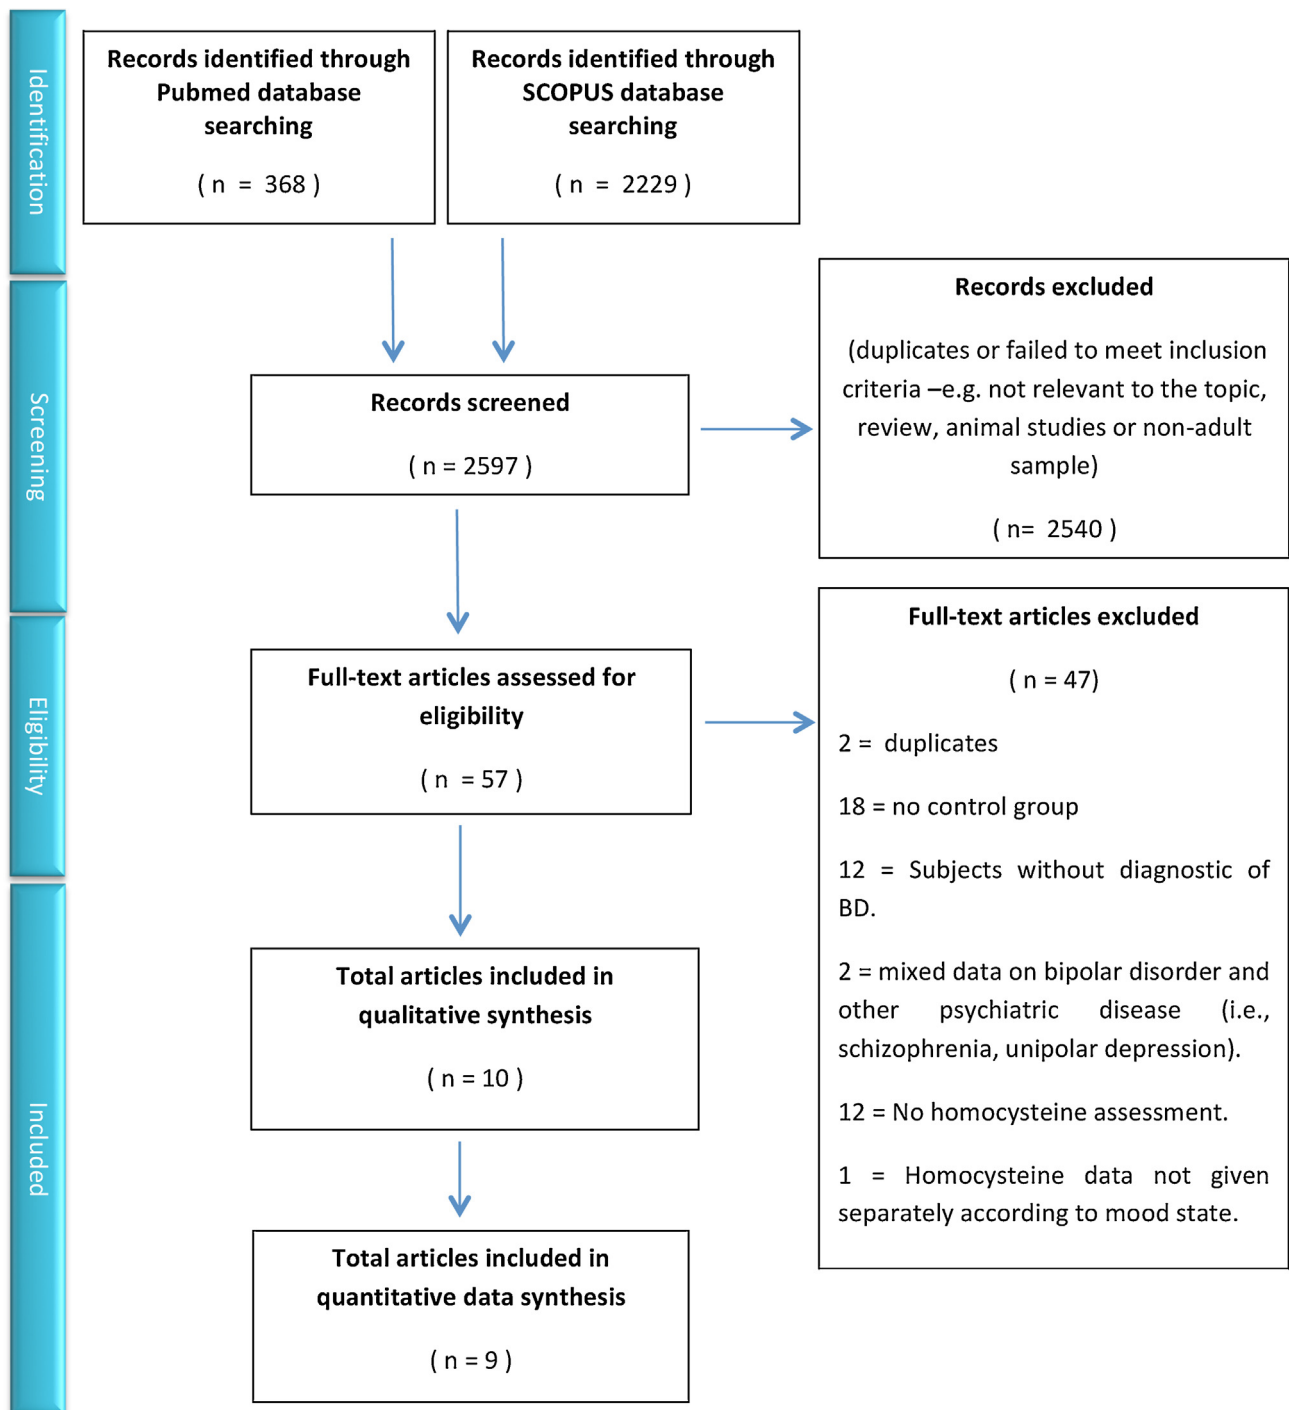 Identification
Records identified through
Pubmed database
searching
( n = 368 )
Records identified through
SCOPUS database
searching
( n = 2229 )
Screening
Records screened
( n = 2597 )
Records excluded
(duplicates or failed to meet inclusion
criteria –e.g. not relevant to the topic,
review, animal studies or non-adult
sample)
( n= 2540 )
Eligibility
Full-text articles assessed for
eligibility
( n = 57 )
Full-text articles excluded
( n = 47)
2 = duplicates
18 = no control group
12 = Subjects without diagnostic of
BD.
2 = mixed data on bipolar disorder and
other psychiatric disease (i.e.,
schizophrenia, unipolar depression).
12 = No homocysteine assessment.
1 = Homocysteine data not given
separately according to mood state.
Included
Total articles included in
qualitative synthesis
( n = 10 )
Total articles included in
quantitative data synthesis
( n = 9 )